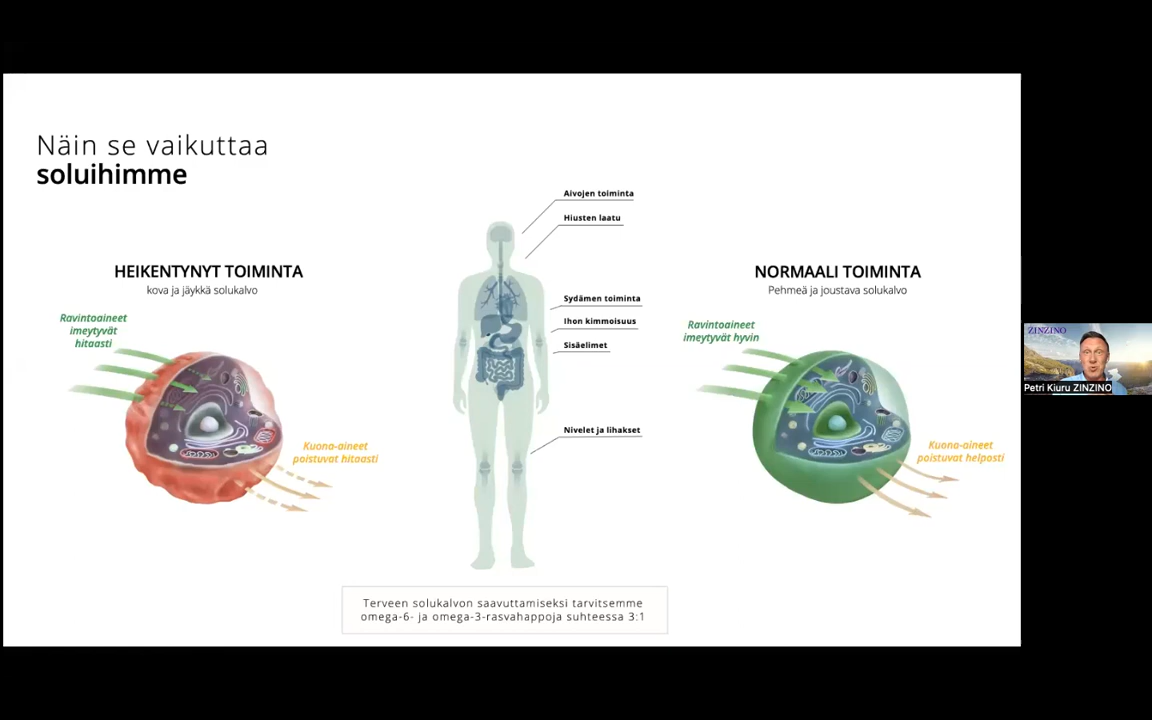 Näin se vaikuttaa
soluihimme
HEIKENTYNYT TOIMINTA
kova ja jäykkä solukalvo
Ravintoaineet
imeytyvät
hitaasti
Kuona-aineet
poistuvat hitaasti
Aivojen toiminta
Hiusten laatu
Sydämen toiminta
Ihon kimmoisuus
Sisäelimet
Nivelet ja lihakset
NORMAALI TOIMINTA
Pehmeä ja joustava solukalvo
Ravintoaineet
imeytyvät hyvin
Kuona-aineet
poistuvat helposti
Terveen solukalvon saavuttamiseksi tarvitsemme
omega-6- ja omega-3-rasvahappoja suhteessa 3:1
ZINZINO
Petri Kiuru ZINZINO